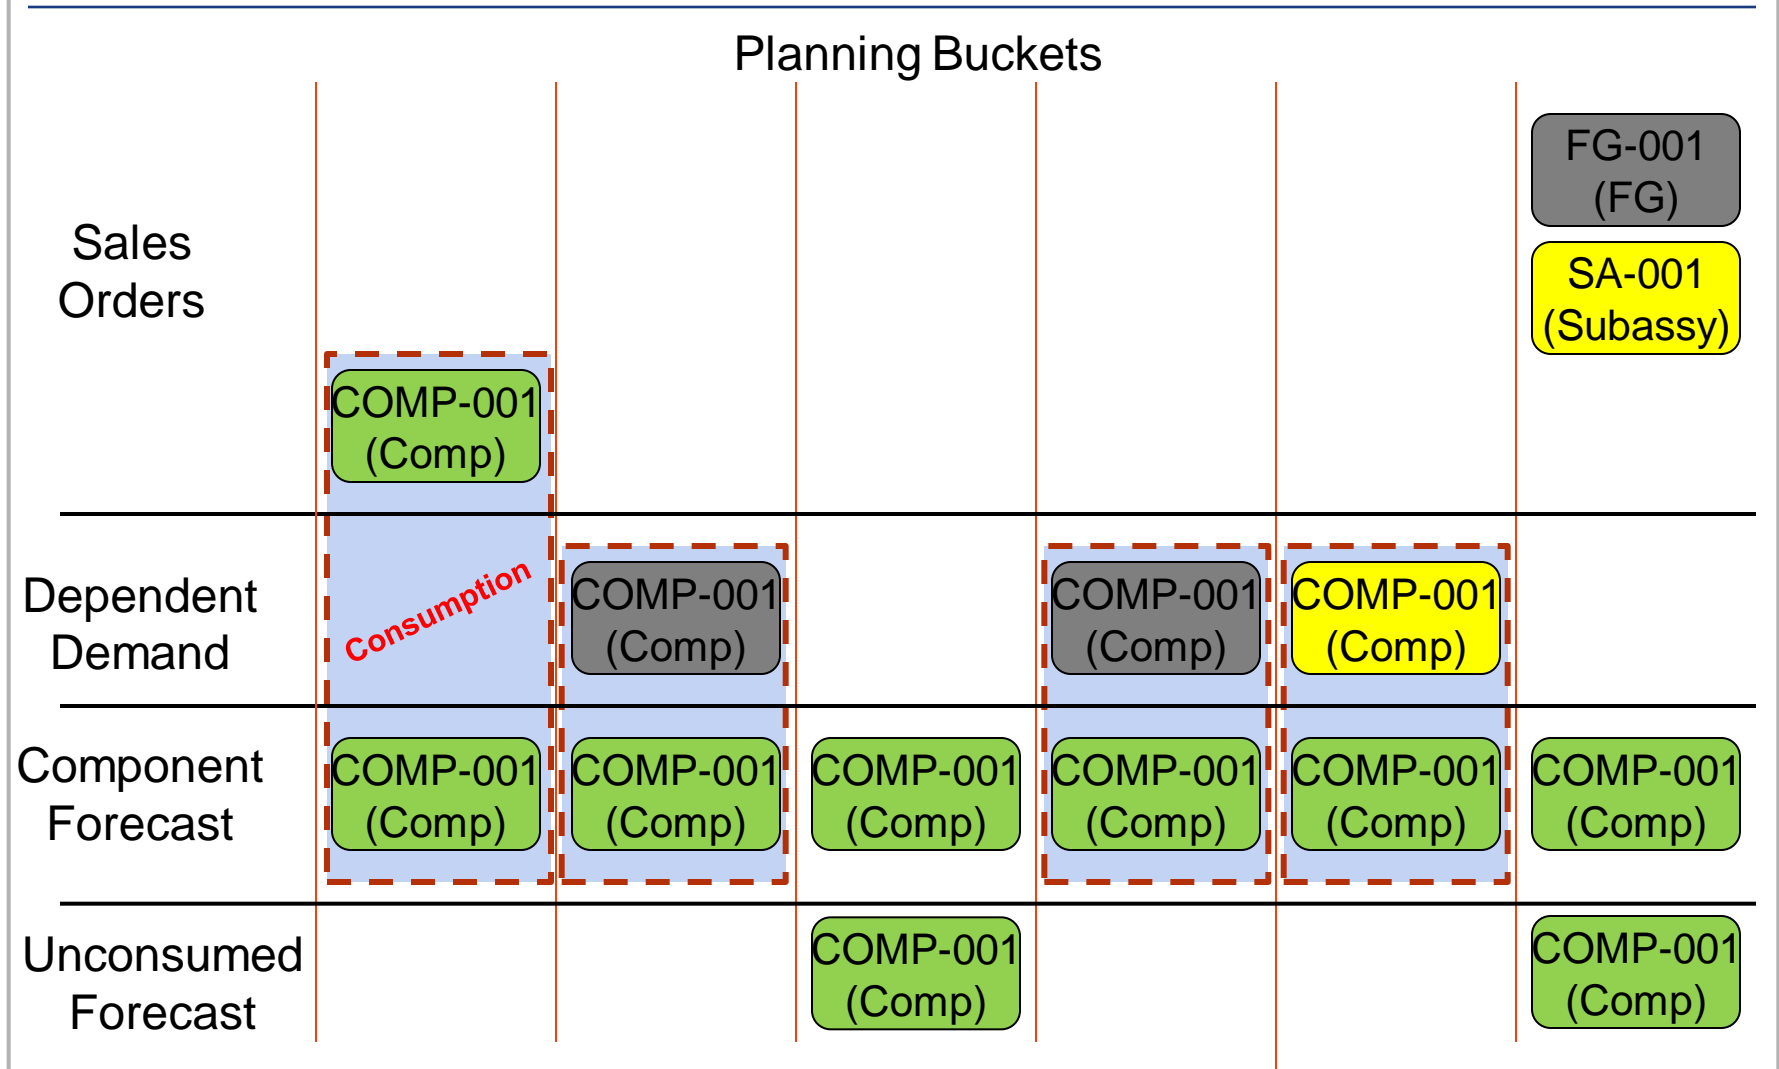 Planning Buckets
Sales
Orders
FG-001
(FG)
SA-001
(Subassy)
COMP-001
(Comp)
Dependent
Demand
Consumption
COMP-001
(Comp)
COMP-001
(Comp)
COMP-001
(Comp)
Component
Forecast
COMP-001
(Comp)
COMP-001
(Comp)
COMP-001
(Comp)
COMP-001
(Comp)
COMP-001
(Comp)
COMP-001
(Comp)
Unconsumed
Forecast
COMP-001
(Comp)
COMP-001
(Comp)